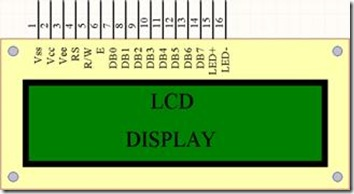 1 2 3 4 5 6 7 8 9 10 11 12 13 14 15 16
Vss Vcc Vee RS R/W E DB0 DB1 DB2 DB3 DB4 DB5 DB6 DB7 LED+ LED-
LCD
DISPLAY